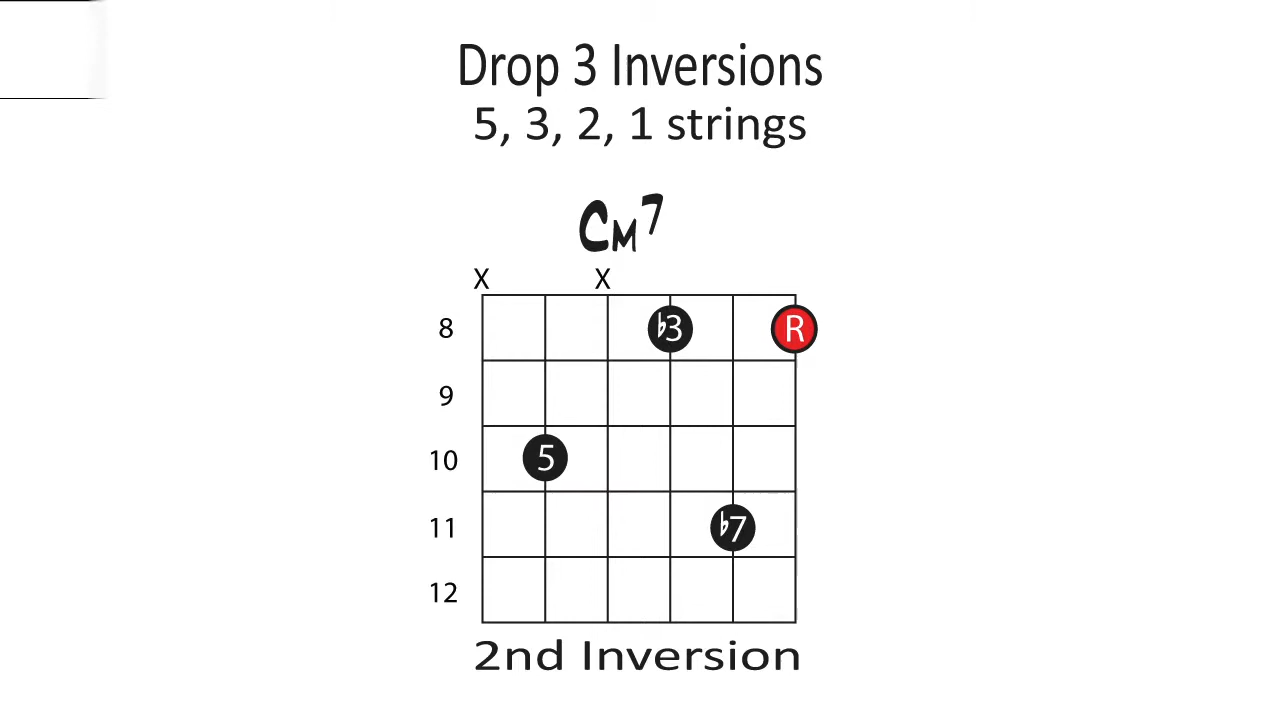 Drop 3 Inversions
5, 3, 2, 1 strings
CM7
X X
8 ♭3 R
9
10 5
11 ♭7
12
2nd Inversion